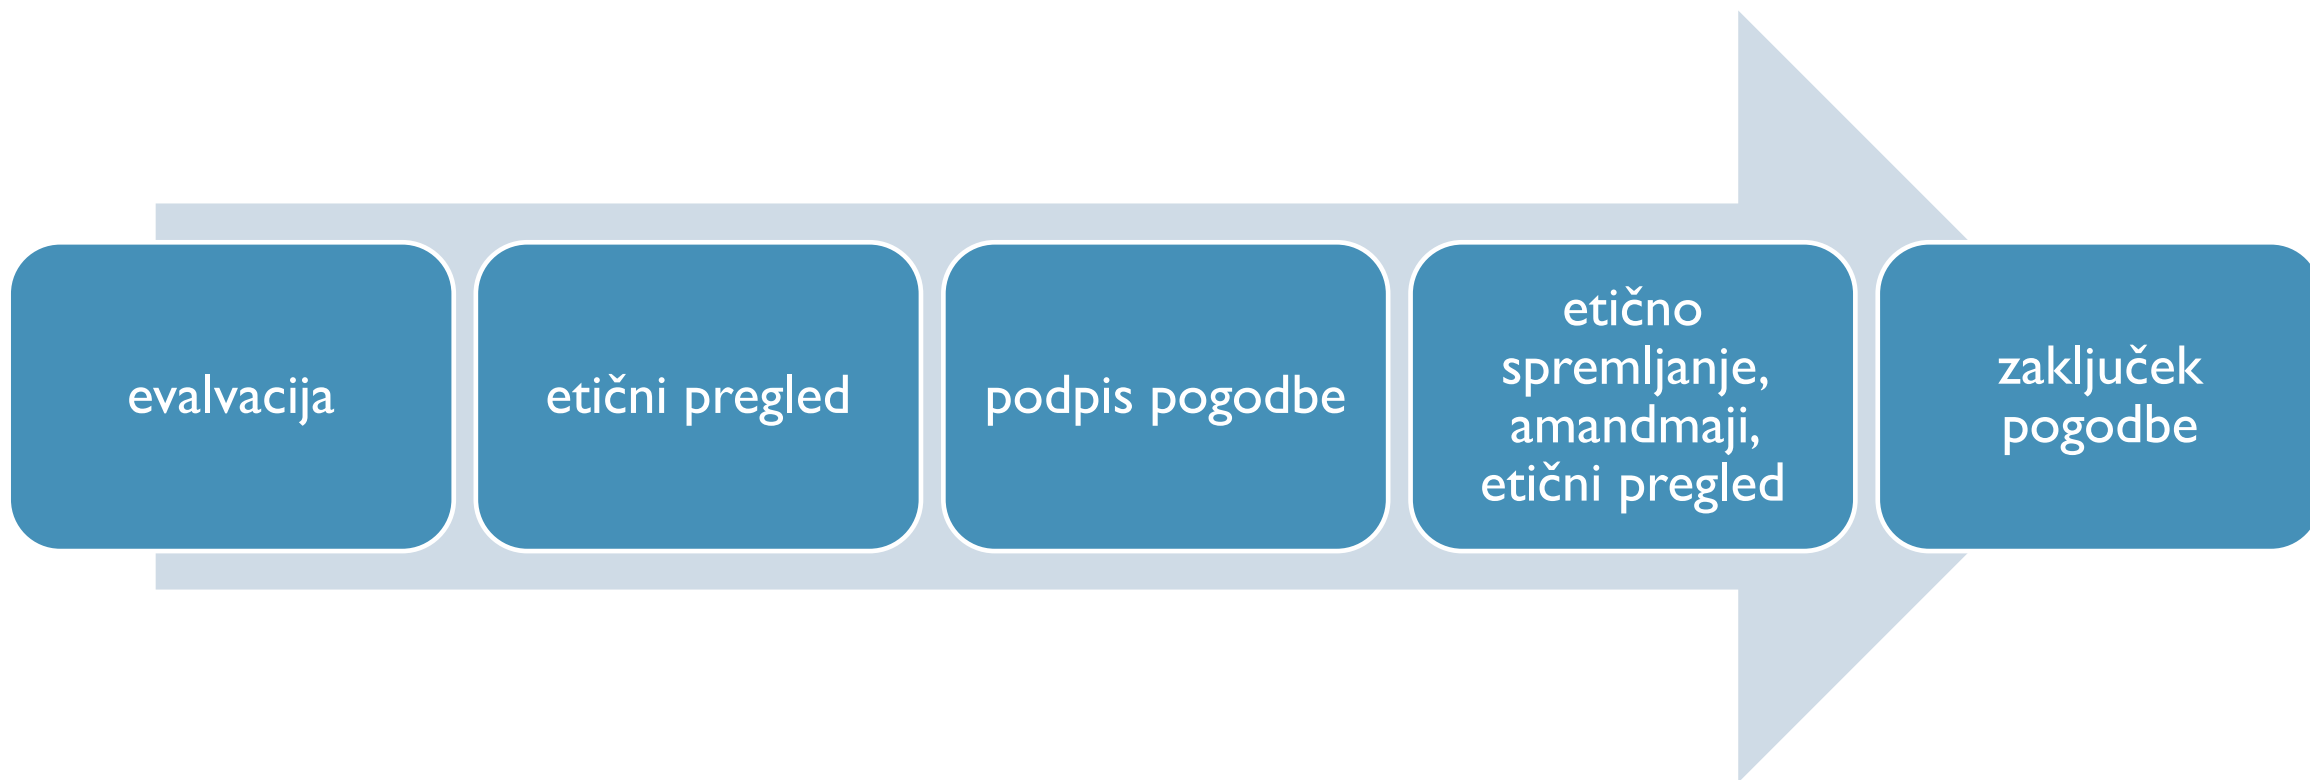 evalvacija
etični pregled
podpis pogodbe
etično
spremljanje,
amandmaji,
etični pregled
zaključek
pogodbe